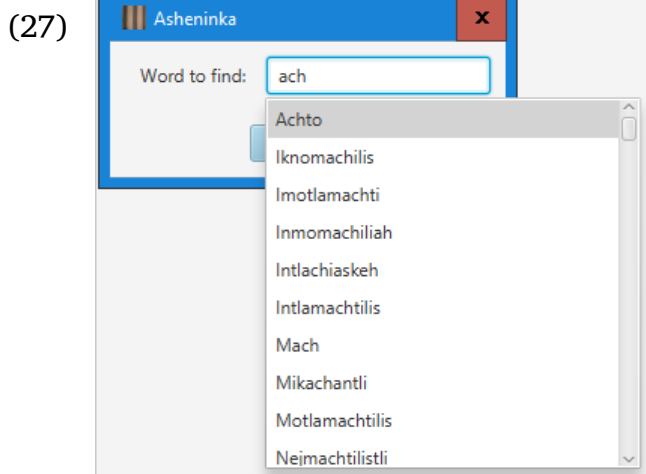 (27)
Asheninka
x
Word to find: ach
Achto
Iknomachilis
Imotlamachti
Inmomachiliah
Intlachiaskeh
Intlamachtilis
Mach
Mikachantli
Motlamachtilis
Nejmachtilistli